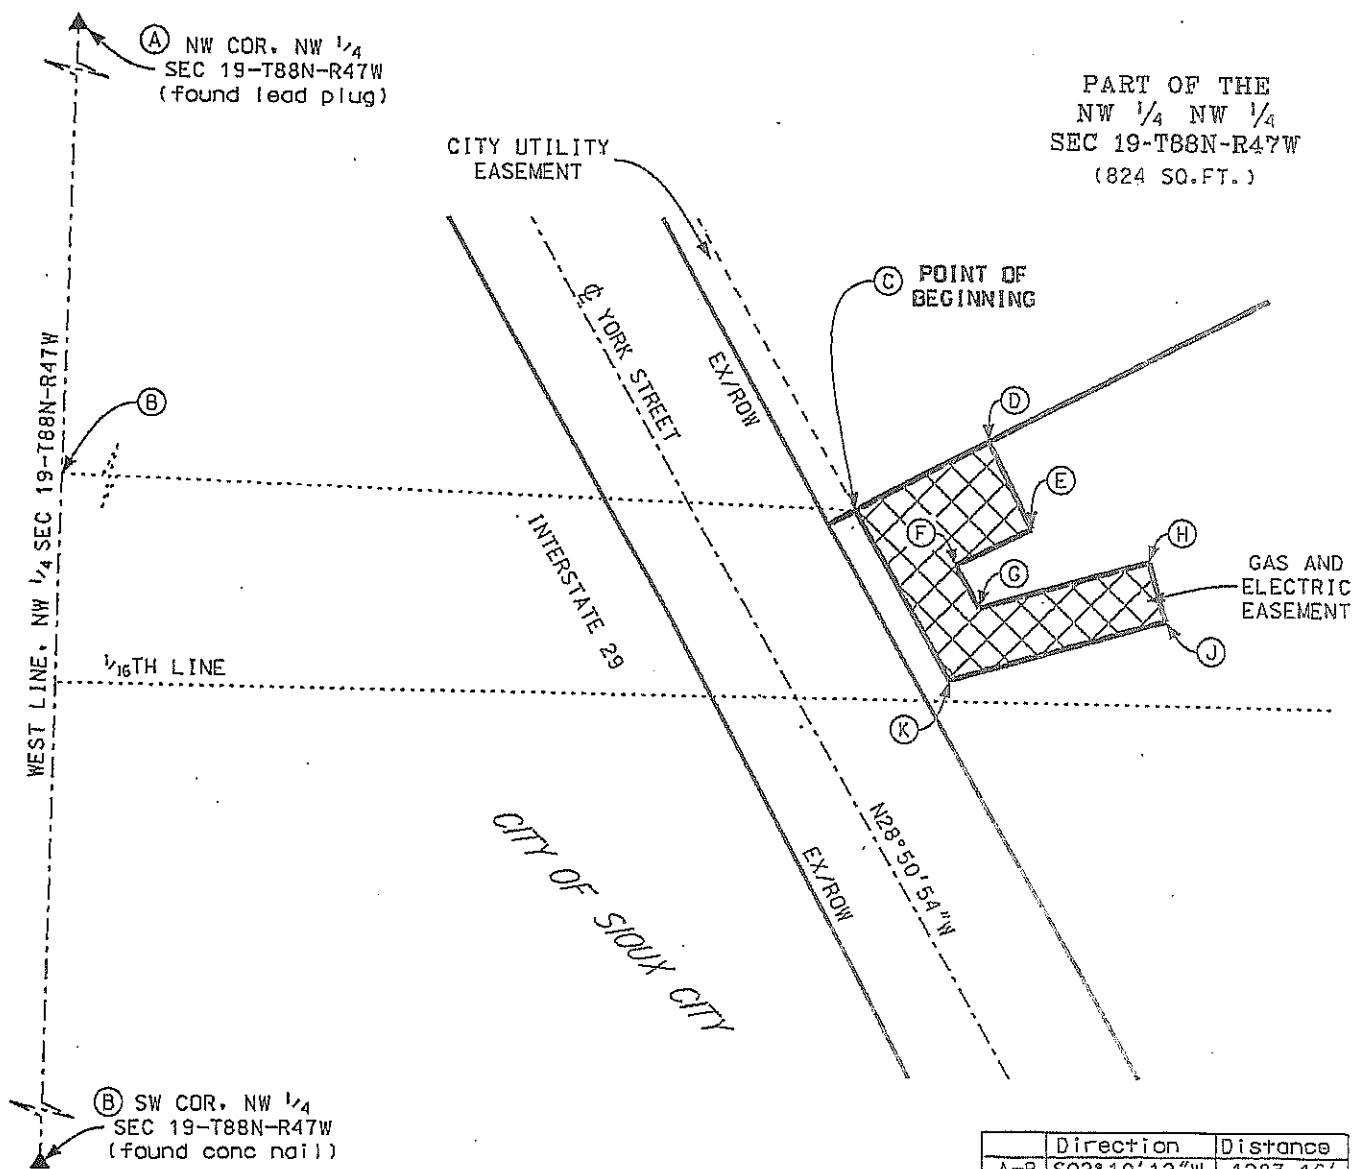 Ⓐ NW COR. NW 1/4
SEC 19-T88N-R47W
(found lead plug)
PART OF THE
NW 1/4 NW 1/4
SEC 19-T88N-R47W
(824 SQ.FT.)
CITY UTILITY
EASEMENT
Ⓒ POINT OF
BEGINNING
℄ YORK STREET
EX/ROW
Ⓑ
Ⓓ
Ⓔ
Ⓕ
Ⓖ
Ⓗ
GAS AND
ELECTRIC
EASEMENT
Ⓙ
Ⓚ
WEST LINE, NW 1/4 SEC 19-T88N-R47W
INTERSTATE 29
1/16TH LINE
N28°50'54"W
EX/ROW
CITY OF SIOUX CITY
Ⓑ SW COR. NW 1/4
SEC 19-T88N-R47W
(found conc nail)
Direction Distance